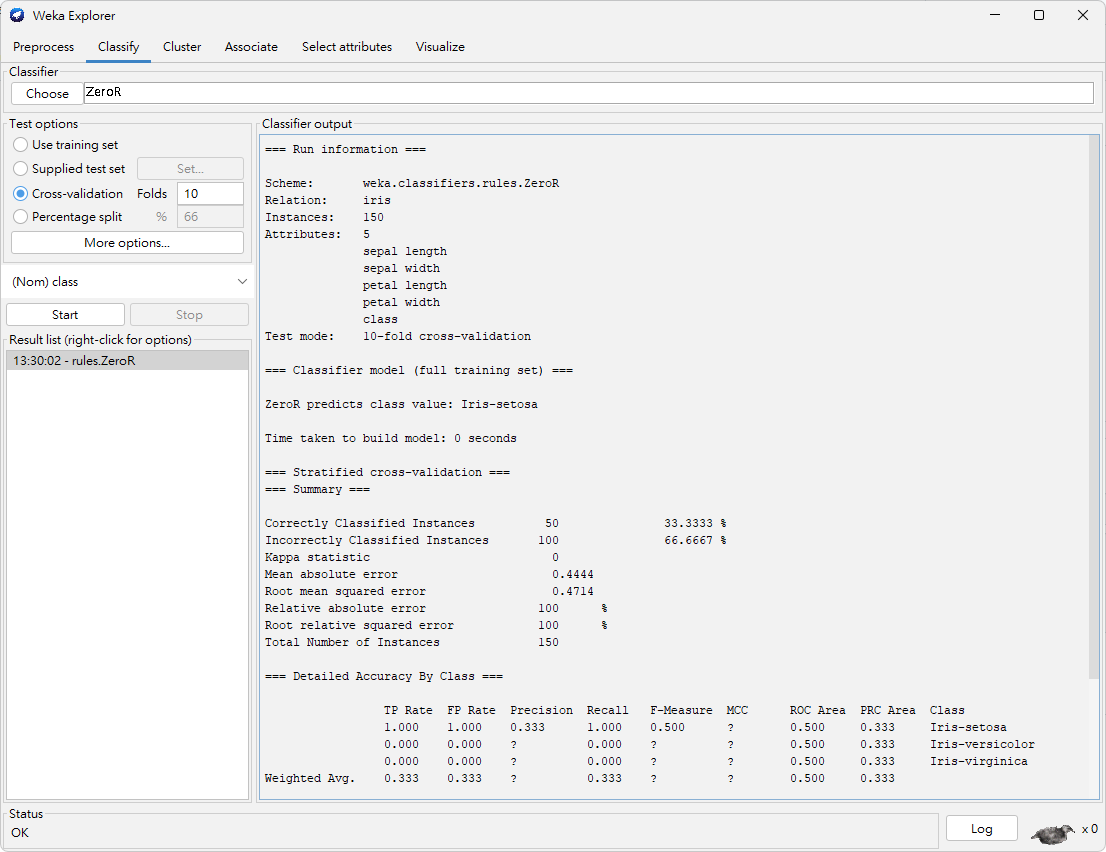 Weka Explorer
Preprocess Classify Cluster Associate Select attributes Visualize
Classifier
Choose ZeroR
Test options
Use training set
Supplied test set Set...
Cross-validation Folds 10
Percentage split % 66
More options...
(Nom) class
Start Stop
Result list (right-click for options)
13:30:02 - rules.ZeroR
Classifier output
=== Run information ===
Scheme: weka.classifiers.rules.ZeroR
Relation: iris
Instances: 150
Attributes: 5
sepal length
sepal width
petal length
petal width
class
Test mode: 10-fold cross-validation
=== Classifier model (full training set) ===
ZeroR predicts class value: Iris-setosa
Time taken to build model: 0 seconds
=== Stratified cross-validation ===
=== Summary ===
Correctly Classified Instances 50 33.3333 %
Incorrectly Classified Instances 100 66.6667 %
Kappa statistic 0
Mean absolute error 0.4444
Root mean squared error 0.4714
Relative absolute error 100 %
Root relative squared error 100 %
Total Number of Instances 150
=== Detailed Accuracy By Class ===
TP Rate FP Rate Precision Recall F-Measure MCC ROC Area PRC Area Class
1.000 1.000 0.333 1.000 0.500 ? 0.500 0.333 Iris-setosa
0.000 0.000 ? 0.000 ? ? 0.500 0.333 Iris-versicolor
0.000 0.000 ? 0.000 ? ? 0.500 0.333 Iris-virginica
Weighted Avg. 0.333 0.333 ? 0.333 ? ? 0.500 0.333
Status
OK
Log
x 0